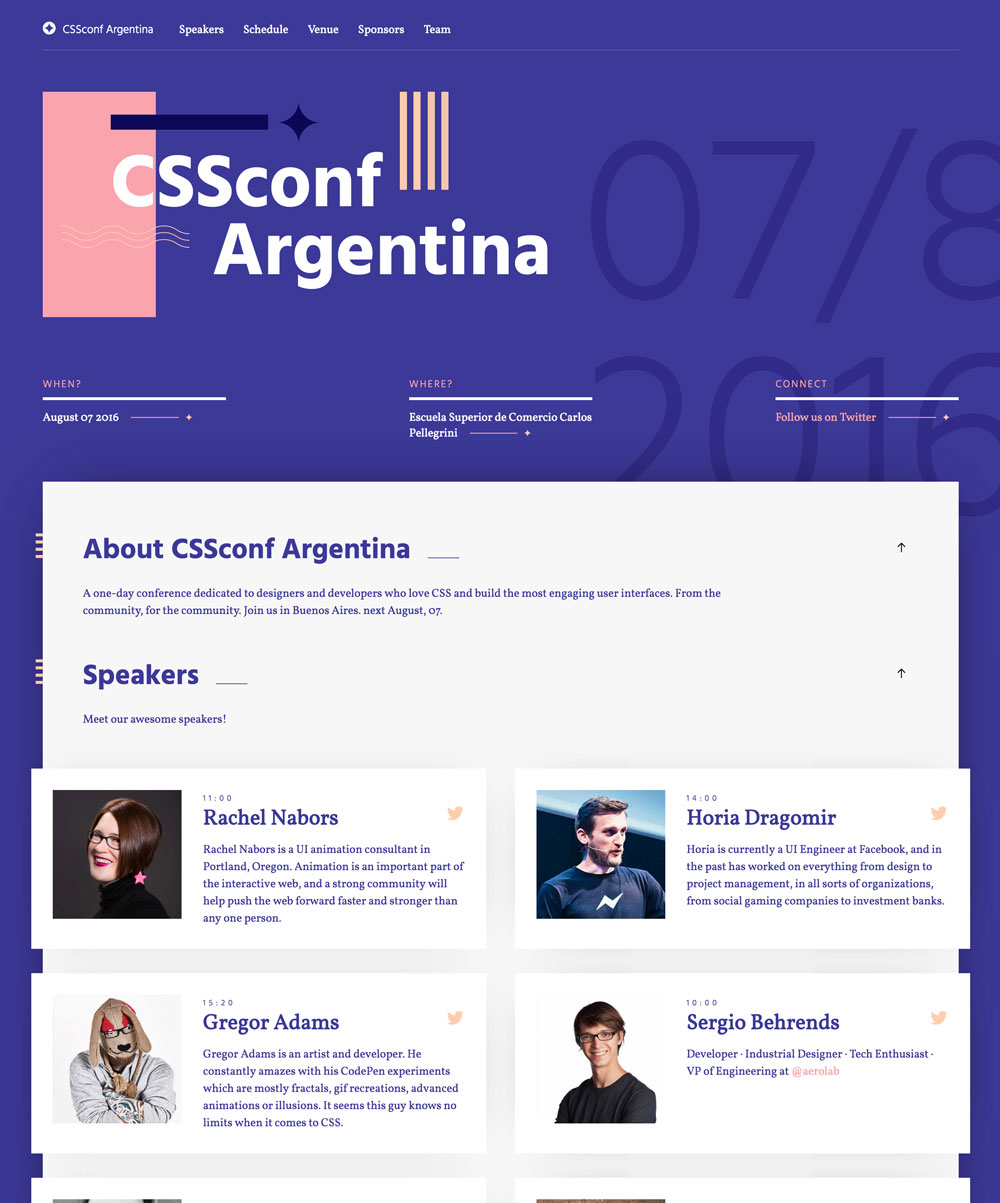 CSSconf Argentina Speakers Schedule Venue Sponsors Team
CSSconf
Argentina
07/8
2016
WHEN?
August 07 2016
WHERE?
Escuela Superior de Comercio Carlos
Pellegrini
CONNECT
Follow us on Twitter
About CSSconf Argentina
A one-day conference dedicated to designers and developers who love CSS and build the most engaging user interfaces. From the
community, for the community. Join us in Buenos Aires. next August, 07.
Speakers
Meet our awesome speakers!
11:00
Rachel Nabors
Rachel Nabors is a UI animation consultant in
Portland, Oregon. Animation is an important part of
the interactive web, and a strong community will
help push the web forward faster and stronger than
any one person.
14:00
Horia Dragomir
Horia is currently a UI Engineer at Facebook, and in
the past has worked on everything from design to
project management, in all sorts of organizations,
from social gaming companies to investment banks.
15:20
Gregor Adams
Gregor Adams is an artist and developer. He
constantly amazes with his CodePen experiments
which are mostly fractals, gif recreations, advanced
animations or illusions. It seems this guy knows no
limits when it comes to CSS.
10:00
Sergio Behrends
Developer · Industrial Designer · Tech Enthusiast ·
VP of Engineering at @aerolab